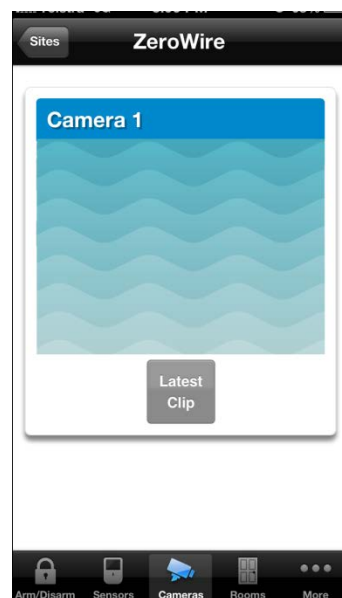 Sites
ZeroWire
Camera 1
Latest
Clip
Arm/Disarm Sensors Cameras Rooms More